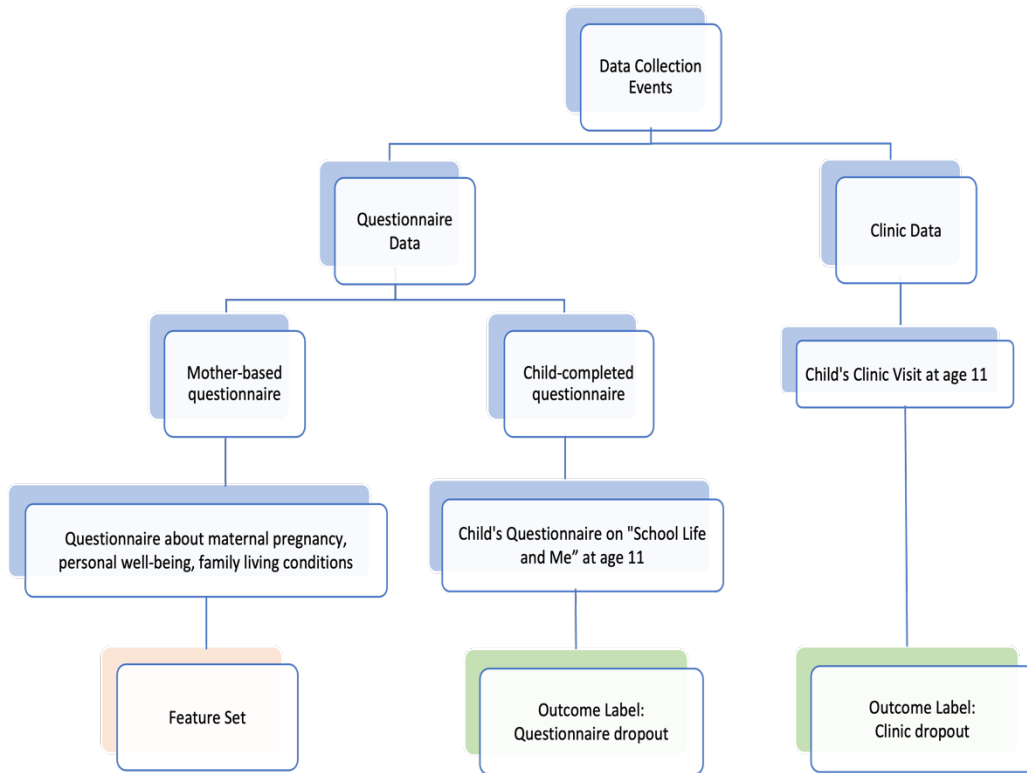 Data Collection
Events
Questionnaire
Data
Clinic Data
Mother-based
questionnaire
Child-completed
questionnaire
Child's Clinic Visit at age 11
Questionnaire about maternal pregnancy,
personal well-being, family living conditions
Child's Questionnaire on "School Life
and Me” at age 11
Feature Set
Outcome Label:
Questionnaire dropout
Outcome Label:
Clinic dropout